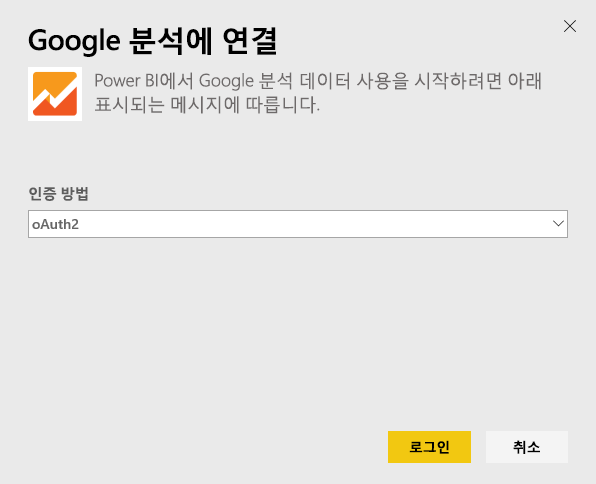 Google 분석에 연결
Power BI에서 Google 분석 데이터 사용을 시작하려면 아래
표시되는 메시지에 따릅니다.
인증 방법
oAuth2
로그인
취소